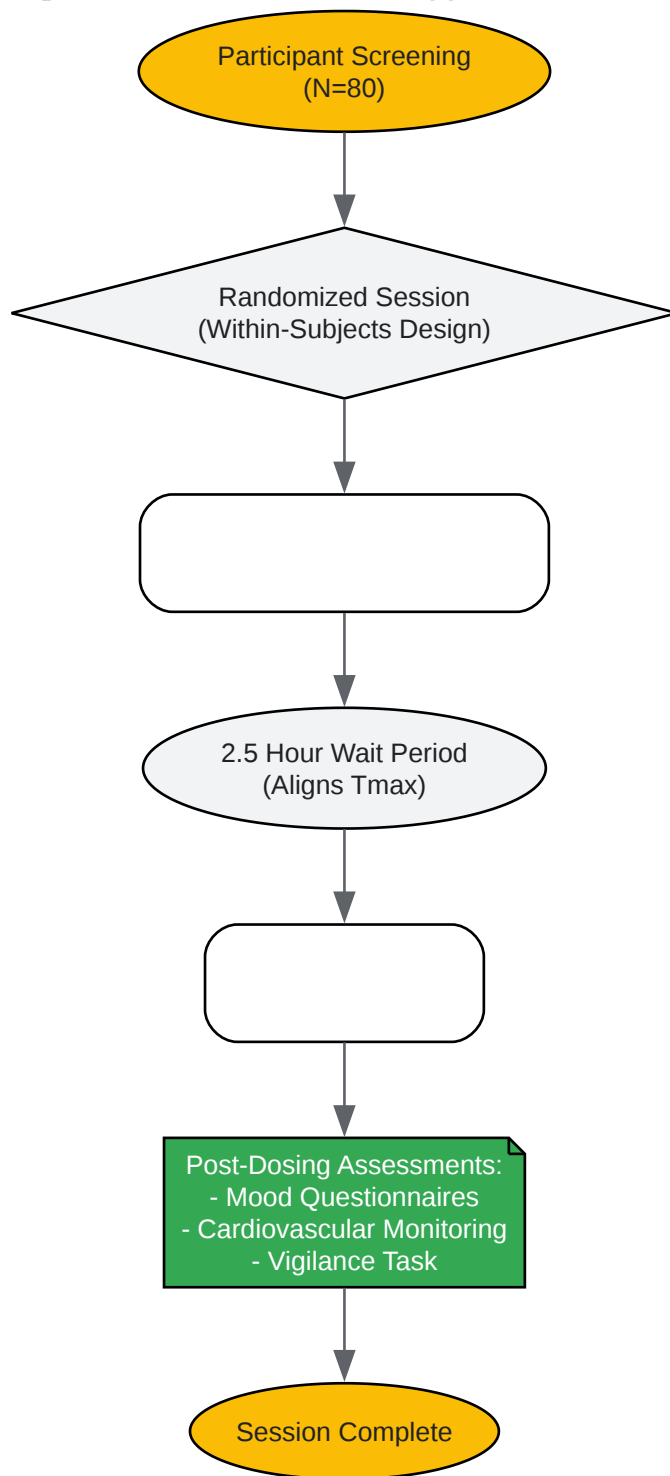 Participant Screening
(N=80)
Randomized Session
(Within-Subjects Design)
2.5 Hour Wait Period
(Aligns Tmax)
Post-Dosing Assessments:
- Mood Questionnaires
- Cardiovascular Monitoring
- Vigilance Task
Session Complete